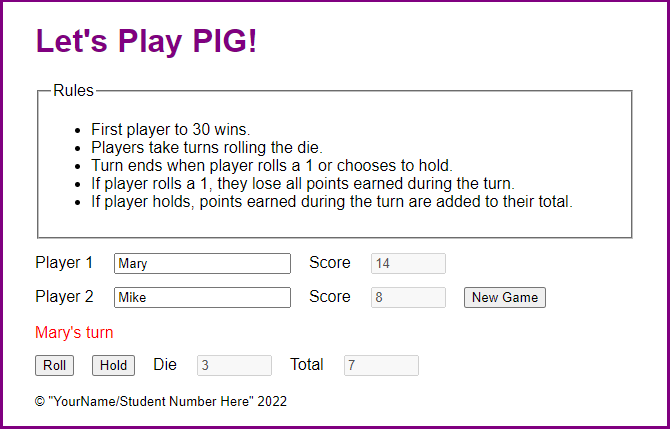 Let's Play PIG!
Rules
First player to 30 wins.
Players take turns rolling the die.
Turn ends when player rolls a 1 or chooses to hold.
If player rolls a 1, they lose all points earned during the turn.
If player holds, points earned during the turn are added to their total.
Player 1 Mary Score 14
Player 2 Mike Score 8 New Game
Mary's turn
Roll Hold Die 3 Total 7
© "YourName/Student Number Here" 2022